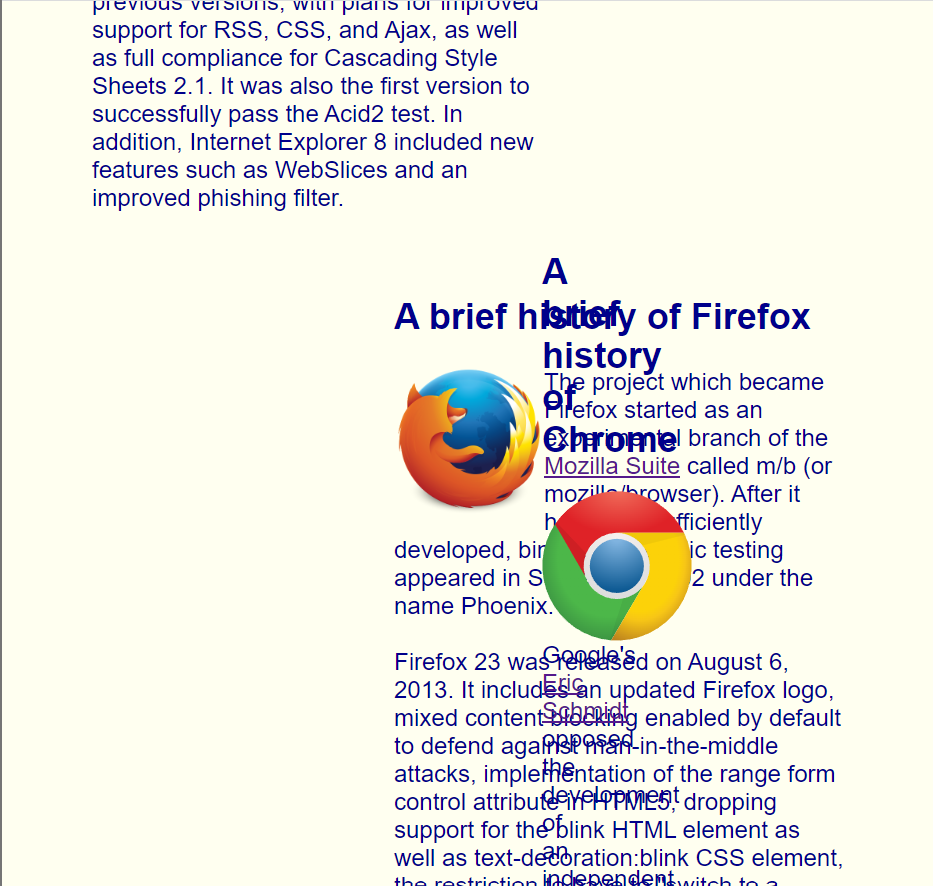 previous versions, with plans for improved
support for RSS, CSS, and Ajax, as well
as full compliance for Cascading Style
Sheets 2.1. It was also the first version to
successfully pass the Acid2 test. In
addition, Internet Explorer 8 included new
features such as WebSlices and an
improved phishing filter.
A brief history of Firefox
The project which became
Firefox started as an
experimental branch of the
Mozilla Suite called m/b (or
mozilla/browser). After it
developed,
testing
appeared in
2 under the
name Phoenix.
Firefox 23 was released on August 6,
2013. It includes an updated Firefox logo,
mixed content blocking enabled by default
to defend against man-in-the-middle
attacks, implementation of the range form
control attribute in HTML5, dropping
support for the blink HTML element as
well as text-decoration:blink CSS element,
the restriction to have to "switch to a
A
brief
history
of
Chrome
Google's
Eric
Schmidt
opposed
the
development
of
an
independent